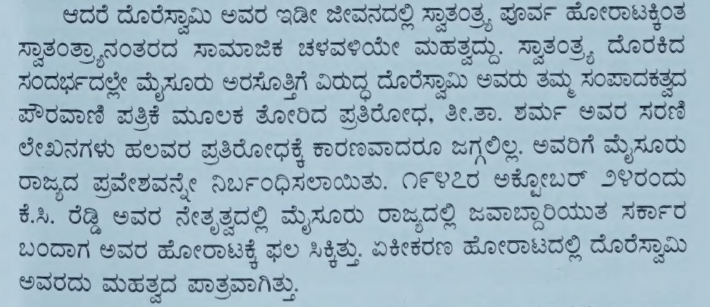 ಆದರೆ ದೊರೆಸ್ವಾಮಿ ಅವರ ಇಡೀ ಜೀವನದಲ್ಲಿ ಸ್ವಾತಂತ್ರ್ಯ ಪೂರ್ವ ಹೋರಾಟಕ್ಕಿಂತ
ಸ್ವಾತಂತ್ರ್ಯಾನಂತರದ ಸಾಮಾಜಿಕ ಚಳವಳಿಯೇ ಮಹತ್ವದ್ದು. ಸ್ವಾತಂತ್ರ್ಯ ದೊರಕಿದ
ಸಂದರ್ಭದಲ್ಲೇ ಮೈಸೂರು ಅರಸೊತ್ತಿಗೆ ವಿರುದ್ಧ ದೊರೆಸ್ವಾಮಿ ಅವರು ತಮ್ಮ ಸಂಪಾದಕತ್ವದ
ಪೌರವಾಣಿ ಪತ್ರಿಕೆ ಮೂಲಕ ತೋರಿದ ಪ್ರತಿರೋಧ, ತೀ.ತಾ. ಶರ್ಮ ಅವರ ಸರಣಿ
ಲೇಖನಗಳು ಹಲವರ ಪ್ರತಿರೋಧಕ್ಕೆ ಕಾರಣವಾದರೂ ಜಗ್ಗಲಿಲ್ಲ. ಅವರಿಗೆ ಮೈಸೂರು
ರಾಜ್ಯದ ಪ್ರವೇಶವನ್ನೇ ನಿರ್ಬಂಧಿಸಲಾಯಿತು. ೧೯೪೭ರ ಅಕ್ಟೋಬರ್ ೨೪ರಂದು
ಕೆ.ಸಿ. ರೆಡ್ಡಿ ಅವರ ನೇತೃತ್ವದಲ್ಲಿ ಮೈಸೂರು ರಾಜ್ಯದಲ್ಲಿ ಜವಾಬ್ದಾರಿಯುತ ಸರ್ಕಾರ
ಬಂದಾಗ ಅವರ ಹೋರಾಟಕ್ಕೆ ಫಲ ಸಿಕ್ಕಿತ್ತು. ಏಕೀಕರಣ ಹೋರಾಟದಲ್ಲಿ ದೊರೆಸ್ವಾಮಿ
ಅವರದು ಮಹತ್ವದ ಪಾತ್ರವಾಗಿತ್ತು.